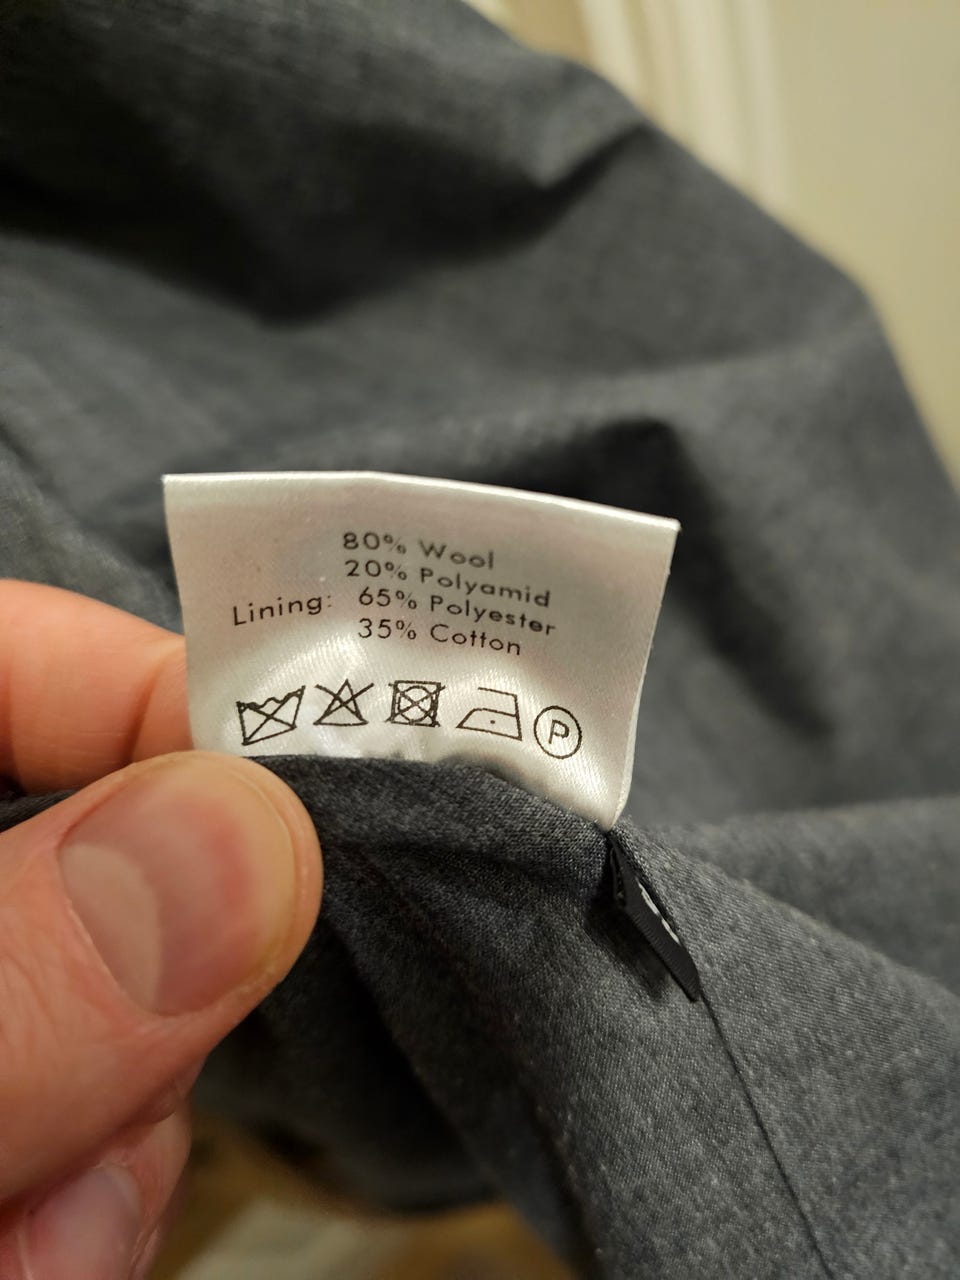 80% Wool
20% Polyamid
Lining: 65% Polyester
35% Cotton
P